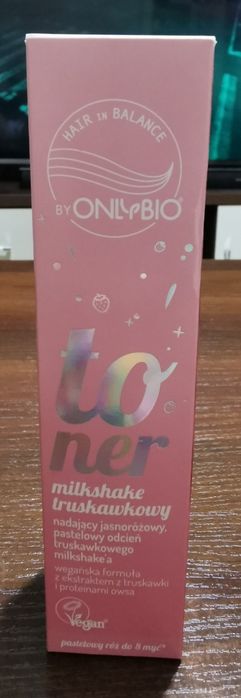 HAIR IN BALANCE
BY ONLYBIO®
to
ner
milkshake
truskawkowy
nadający jasnoróżowy,
pastelowy odcień
truskawkowego
milkshake'a
wegańska formuła
z ekstraktem z truskawki
i proteinami owsa
Vegan
pastelowy róż do 8 myć*